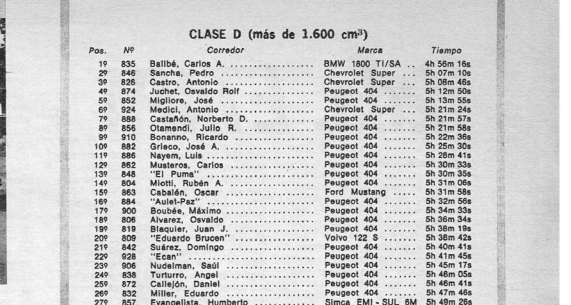 CLASE D (más de 1.600 cm³)
Pos. Nº Corredor Marca Tiempo
1º 835 Balibé, Carlos A. .................. BMW 1800 TI/SA .. 4h 56m 16s
2º 846 Sancha, Pedro .................. Chevrolet Super ... 5h 07m 10s
3º 826 Castro, Antonio .................. Chevrolet Super ... 5h 08m 46s
4º 874 Juchet, Osvaldo Rolf .................. Peugeot 404 ...... 5h 12m 50s
5º 852 Migliore, José .................. Peugeot 404 ...... 5h 13m 55s
6º 924 Medici, Antonio .................. Chevrolet Super ... 5h 21m 24s
7º 888 Castañón, Norberto D. .................. Peugeot 404 ...... 5h 21m 57s
8º 856 Otamendi, Julio R. .................. Peugeot 404 ...... 5h 21m 58s
9º 910 Bonanno, Ricardo .................. Peugeot 404 ...... 5h 22m 36s
10º 882 Grieco, José A. .................. Peugeot 404 ...... 5h 25m 30s
11º 886 Nayem, Luis .................. Peugeot 404 ...... 5h 28m 41s
12º 862 Musteros, Carlos .................. Peugeot 404 ...... 5h 30m 33s
13º 848 "El Puma" .................. Peugeot 404 ...... 5h 30m 35s
14º 804 Miotti, Rubén A. .................. Peugeot 404 ...... 5h 31m 06s
15º 863 Cabalén, Oscar .................. Ford Mustang ..... 5h 31m 58s
16º 884 "Aulet-Paz" .................. Peugeot 404 ...... 5h 32m 56s
17º 900 Boubée, Máximo .................. Peugeot 404 ...... 5h 34m 33s
18º 806 Alvarez, Osvaldo .................. Peugeot 404 ...... 5h 36m 34s
19º 819 Blaquier, Juan J. .................. Peugeot 404 ...... 5h 38m 19s
20º 809 "Eduardo Brucen" .................. Volvo 122 S ...... 5h 38m 42s
21º 842 Suárez, Domingo .................. Peugeot 404 ...... 5h 40m 41s
22º 928 "Ecan" .................. Peugeot 404 ...... 5h 41m 45s
23º 906 Nudelman, Saúl .................. Peugeot 404 ...... 5h 45m 17s
24º 838 Turturro, Angel .................. Peugeot 404 ...... 5h 46m 05s
25º 872 Callejón, Daniel .................. Peugeot 404 ...... 5h 46m 41s
26º 832 Miller, Eduardo .................. Peugeot 404 ...... 5h 47m 46s
27º 857 Evangelista, Humberto .................. Simca EMI-SUL 6M 5h 49m 26s